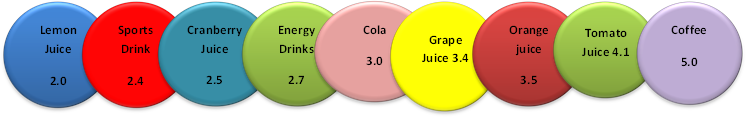 Lemon
Juice
2.0
Sports
Drink
2.4
Cranberry
Juice
2.5
Energy
Drinks
2.7
Cola
3.0
Grape
Juice 3.4
Orange
juice
3.5
Tomato
Juice 4.1
Coffee
5.0